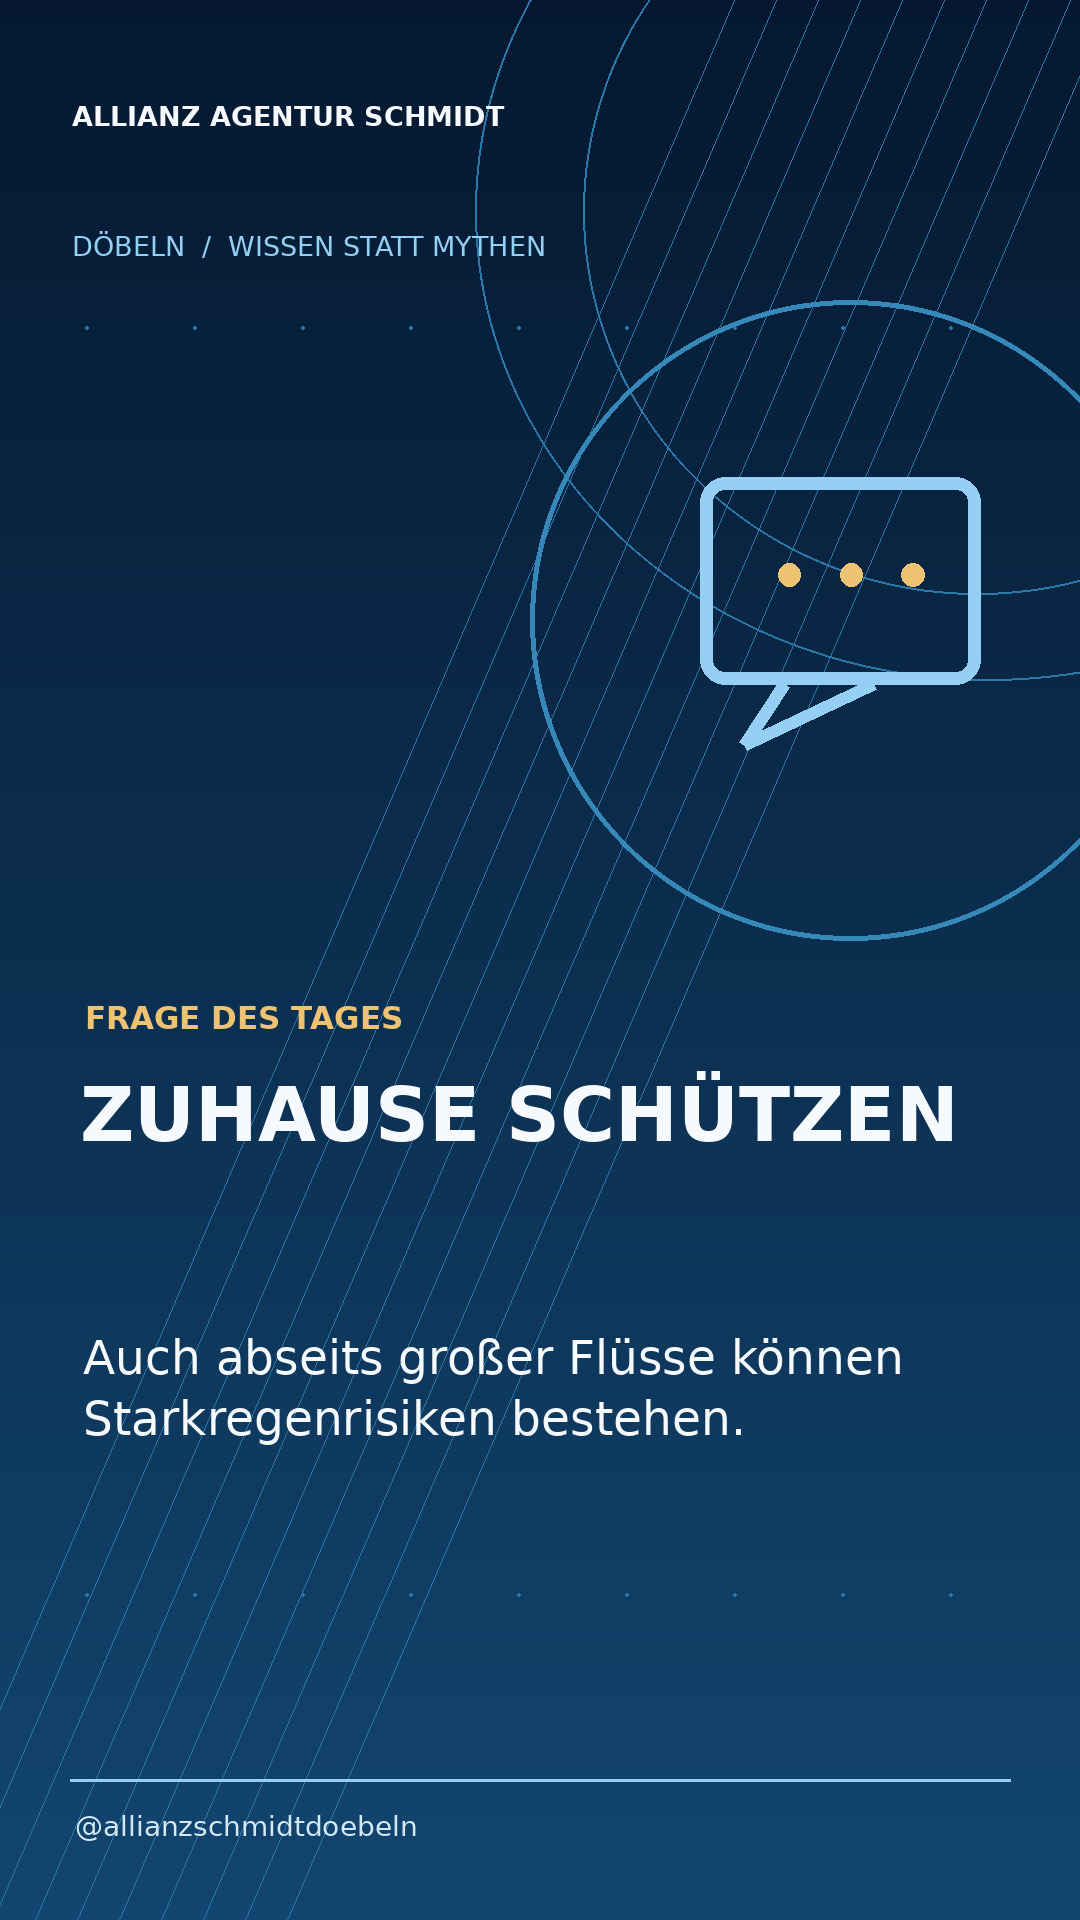 ALLIANZ AGENTUR SCHMIDT
DÖBELN / WISSEN STATT MYTHEN
FRAGE DES TAGES
ZUHAUSE SCHÜTZEN
Auch abseits großer Flüsse können
Starkregenrisiken bestehen.
@allianzschmidtdoebeln